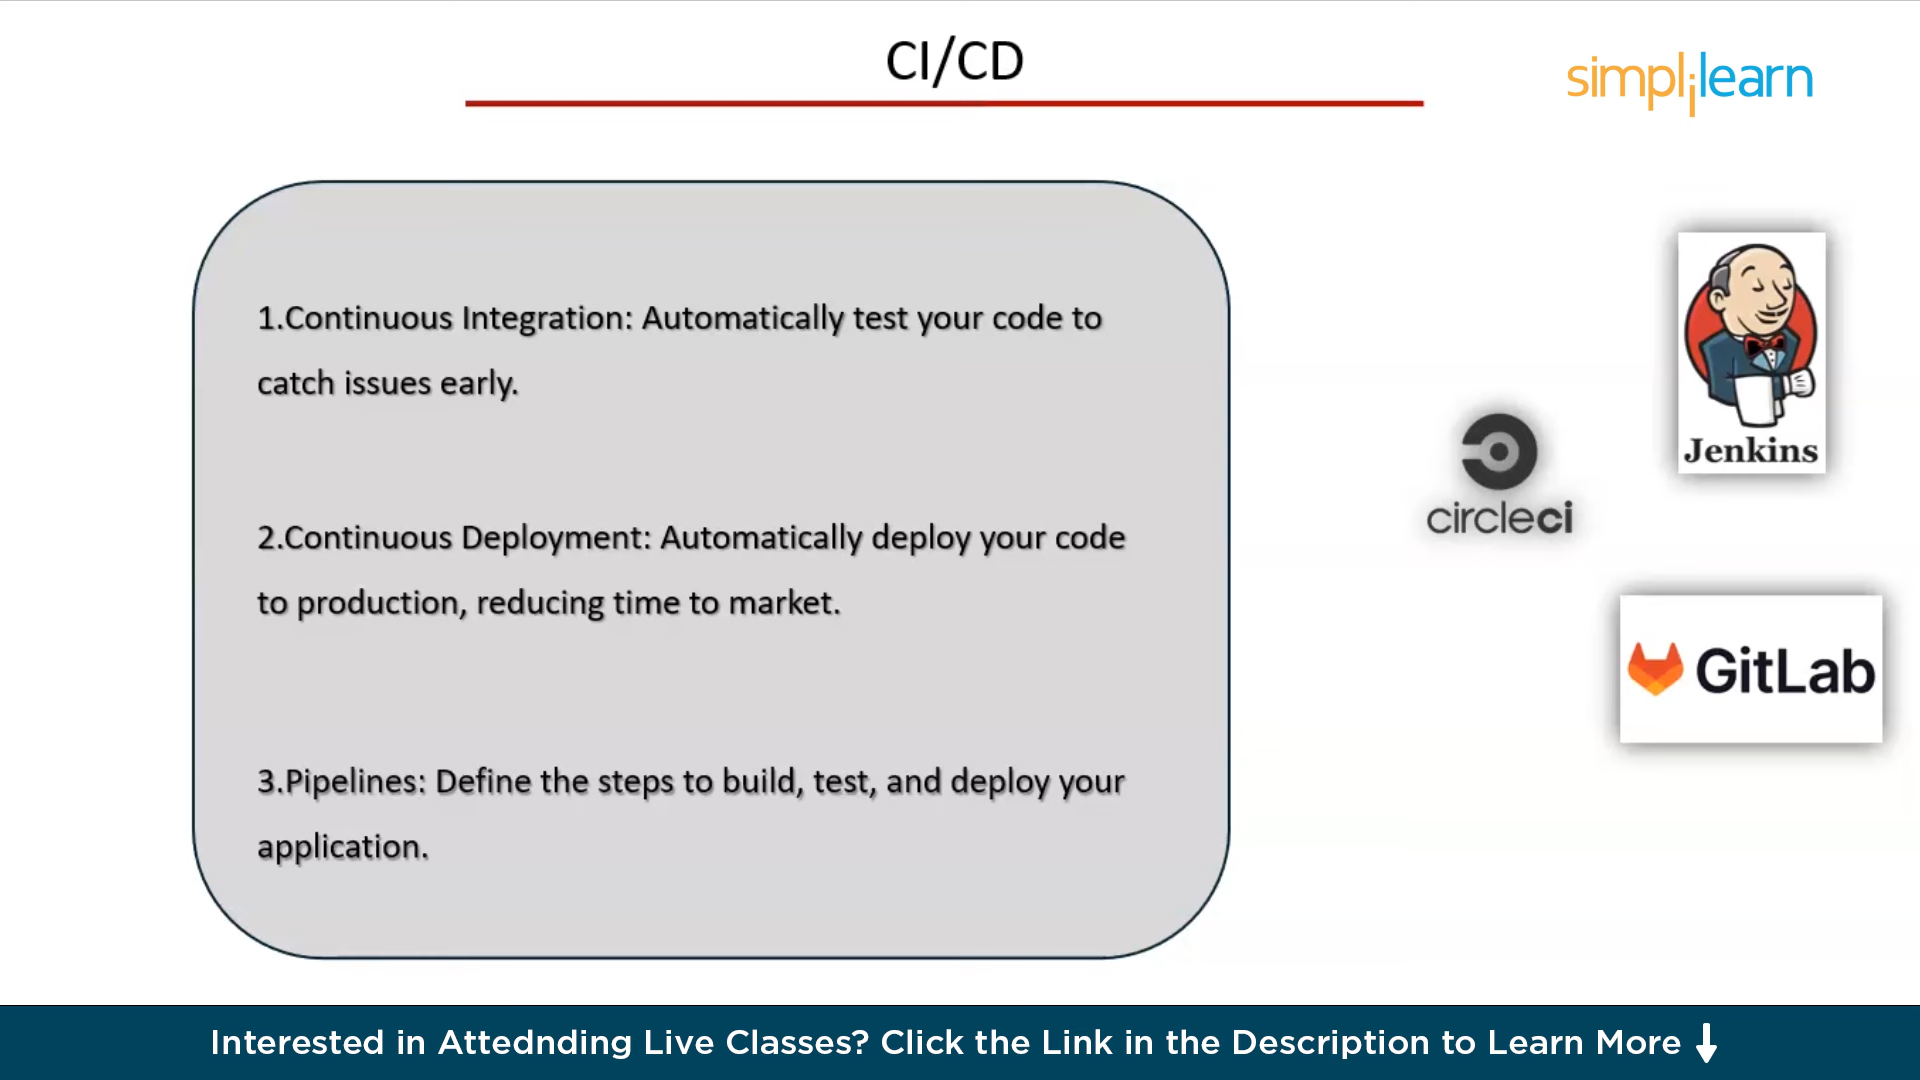 CI/CD
simplilearn
1.Continuous Integration: Automatically test your code to
catch issues early.
2.Continuous Deployment: Automatically deploy your code
to production, reducing time to market.
3.Pipelines: Define the steps to build, test, and deploy your
application.
Jenkins
circleci
GitLab
Interested in Attednding Live Classes? Click the Link in the Description to Learn More